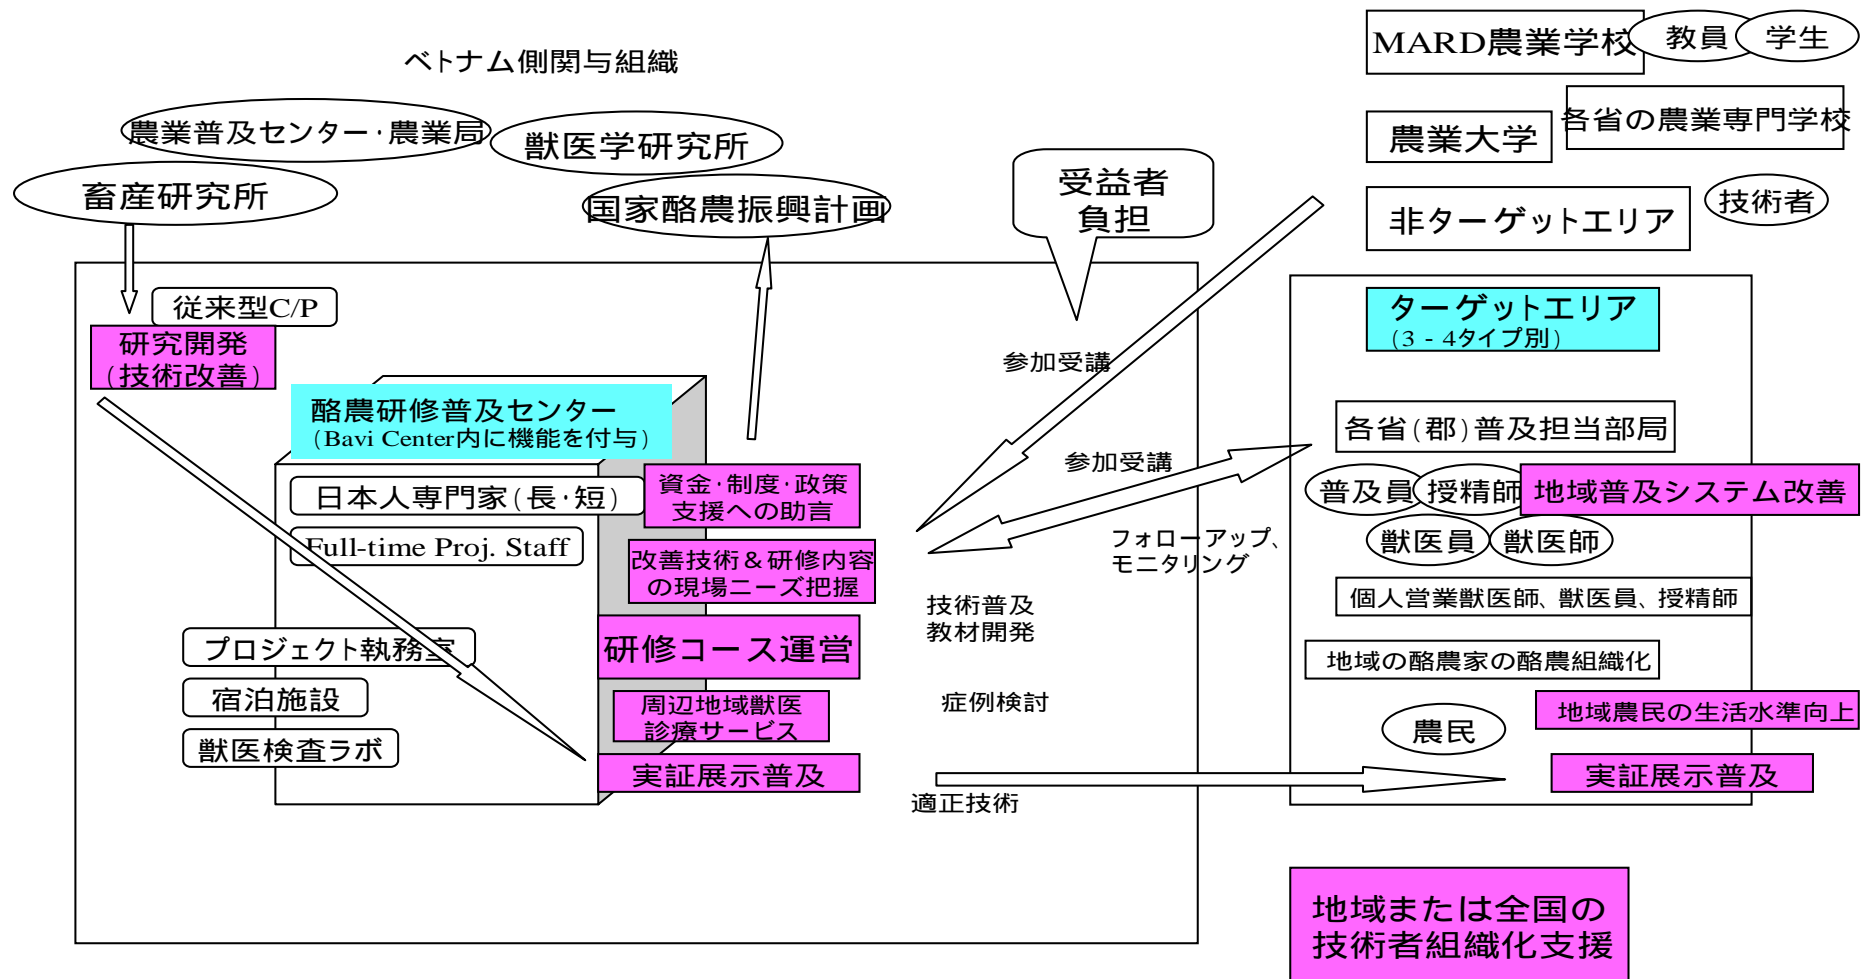 ベトナム側関与組織
農業普及センター・農業局
獣医学研究所
畜産研究所
国家酪農振興計画
受益者
負担
MARD農業学校
教員
学生
各省の農業専門学校
農業大学
非ターゲットエリア
技術者
従来型C/P
研究開発
(技術改善)
酪農研修普及センター
(Bavi Center内に機能を付与)
日本人専門家(長・短)
Full-time Proj. Staff
資金・制度・政策
支援への助言
改善技術＆研修内容
の現場ニーズ把握
プロジェクト執務室
研修コース運営
宿泊施設
周辺地域獣医
診療サービス
獣医検査ラボ
実証展示普及
参加受講
参加受講
フォローアップ、
モニタリング
技術普及
教材開発
症例検討
適正技術
ターゲットエリア
(3 - 4タイプ別)
各省(郡)普及担当部局
普及員
授精師
地域普及システム改善
獣医員
獣医師
個人営業獣医師、獣医員、授精師
地域の酪農家の酪農組織化
地域農民の生活水準向上
農民
実証展示普及
地域または全国の
技術者組織化支援